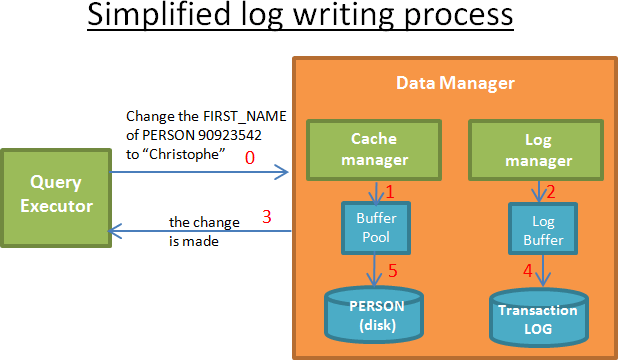 Simplified log writing process
Data Manager
Change the FIRST_NAME
of PERSON 90923542
to “Christophe”
0
Query
Executor
3
the change
is made
Cache
manager
Log
manager
1
2
Buffer
Pool
Log
Buffer
5
4
PERSON
(disk)
Transaction
LOG